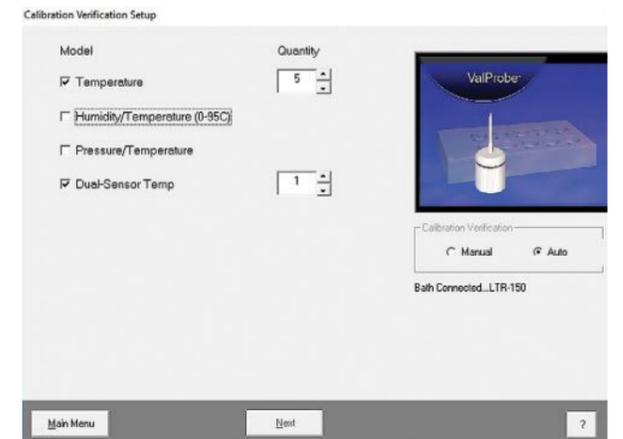 Calibration Verification Setup
Model Quantity
Temperature 5
Humidity/Temperature (0-95C)
Pressure/Temperature
Dual-Sensor Temp 1
ValProbe
Calibration Verification
Manual Auto
Bath Connected...LTR-150
Main Menu Next ?